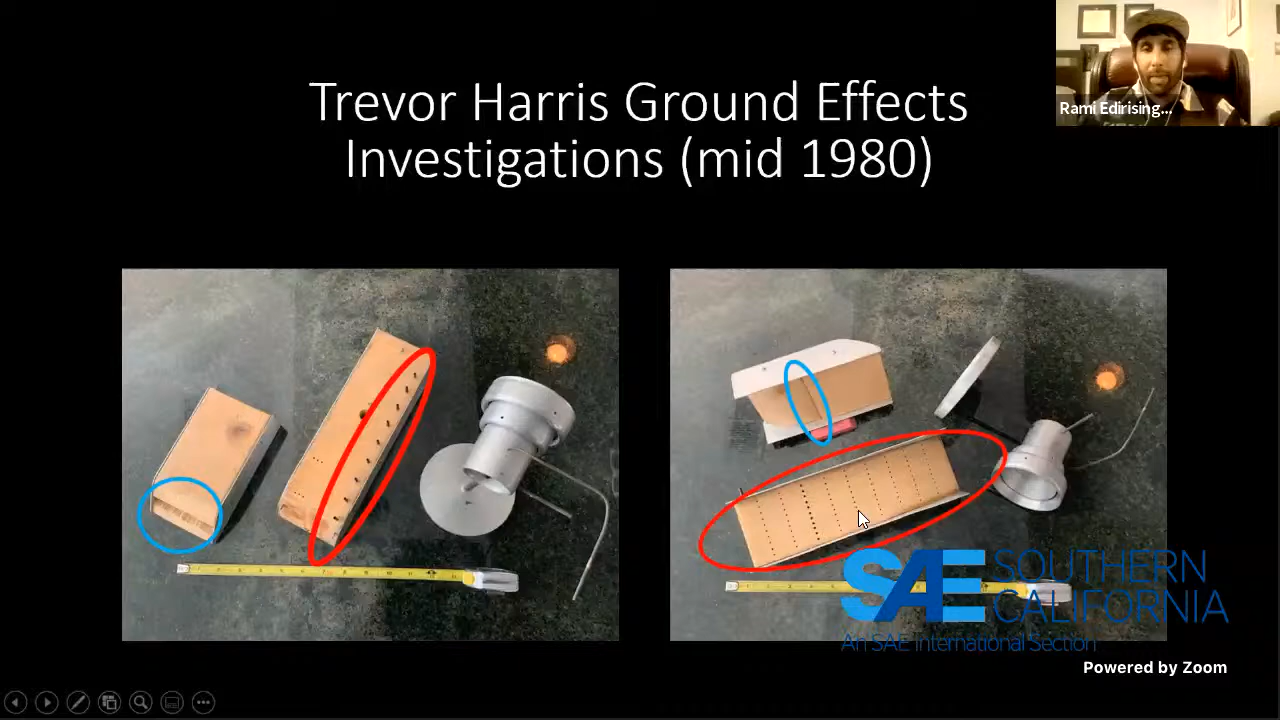 Trevor Harris Ground Effects
Investigations (mid 1980)
Rami Edirising...
SAE SOUTHERN
CALIFORNIA
An SAE International Section
Powered by Zoom